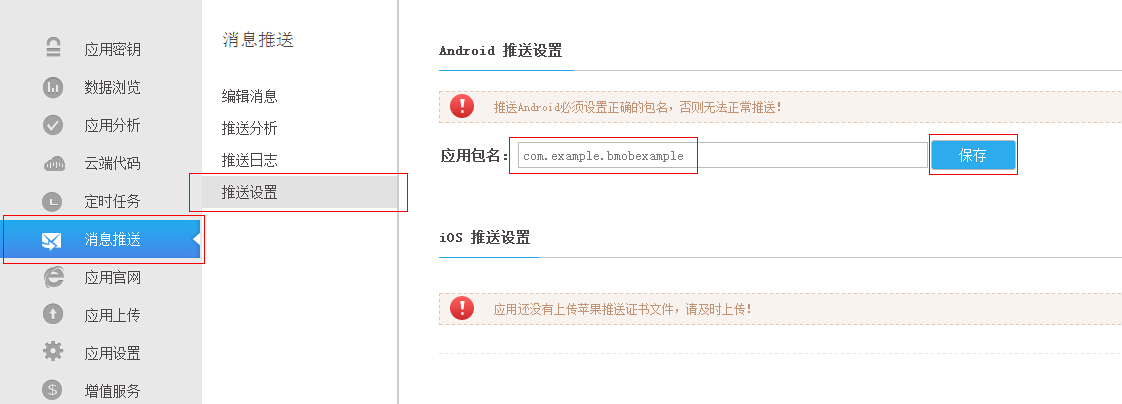 应用密钥
数据浏览
应用分析
云端代码
定时任务
消息推送
应用官网
应用上传
应用设置
增值服务
消息推送
编辑消息
推送分析
推送日志
推送设置
Android 推送设置
推送Android必须设置正确的包名，否则无法正常推送!
应用包名: com.example.bmobexample 保存
iOS 推送设置
应用还没有上传苹果推送证书文件，请及时上传!